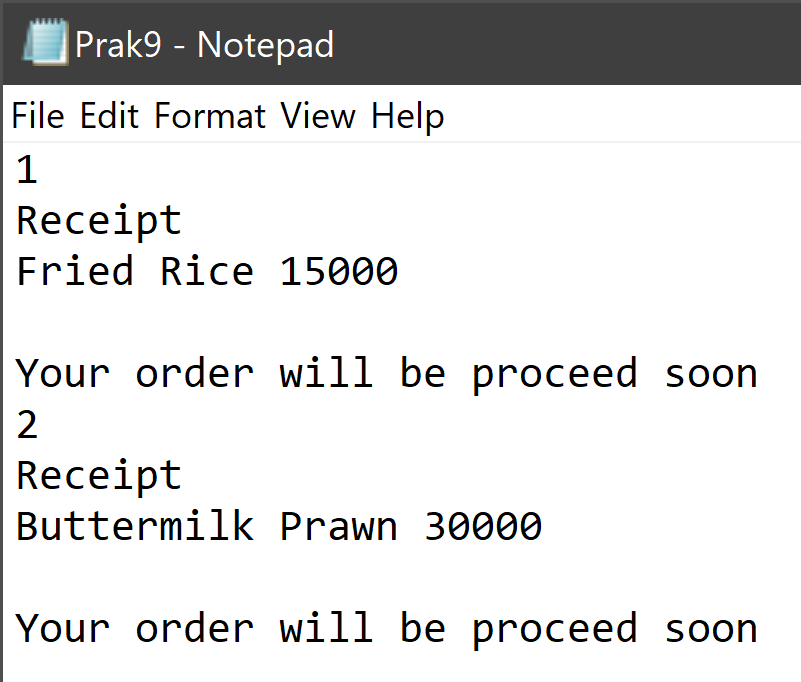 Prak9 - Notepad
File Edit Format View Help
1
Receipt
Fried Rice 15000

Your order will be proceed soon
2
Receipt
Buttermilk Prawn 30000

Your order will be proceed soon